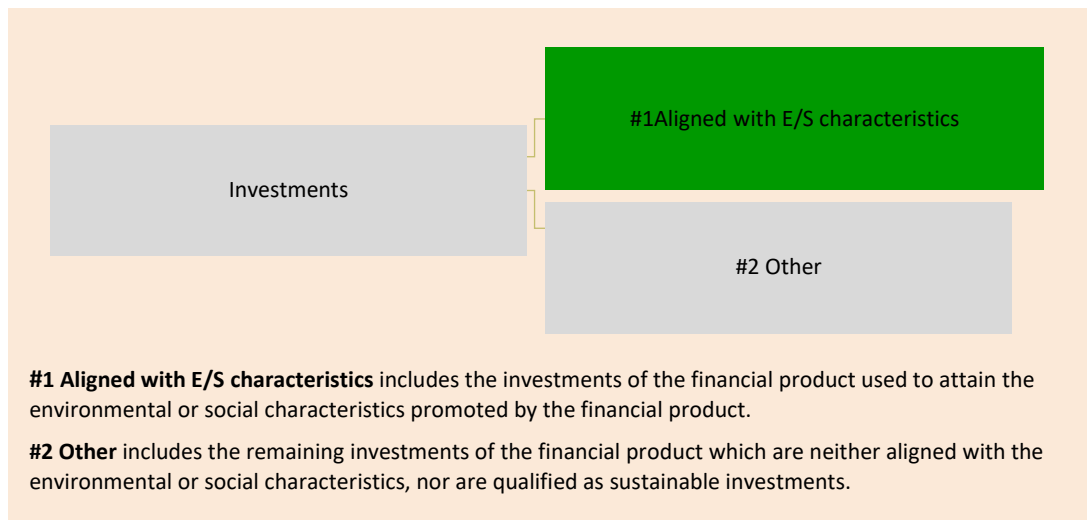 #1Aligned with E/S characteristics
Investments
#2 Other
#1 Aligned with E/S characteristics includes the investments of the financial product used to attain the
environmental or social characteristics promoted by the financial product.
#2 Other includes the remaining investments of the financial product which are neither aligned with the
environmental or social characteristics, nor are qualified as sustainable investments.